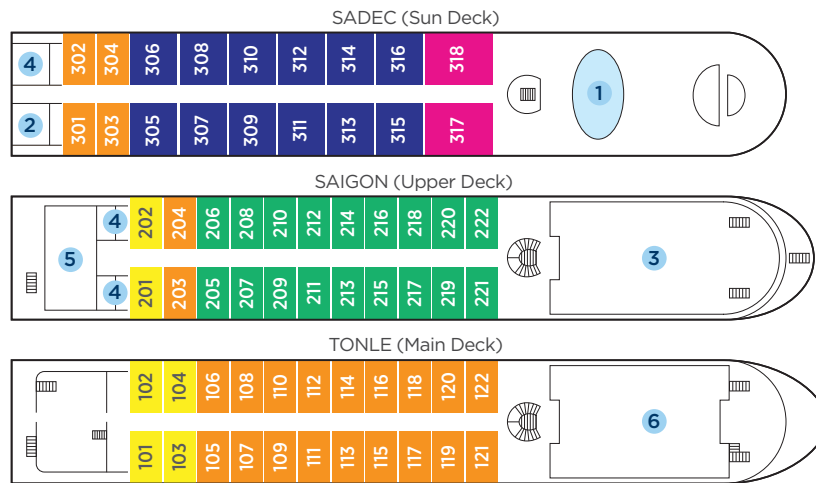 SADEC (Sun Deck)
4 302 304 306 308 310 312 314 316 318
1
2 301 303 305 307 309 311 313 315 317
SAIGON (Upper Deck)
4 202 204 206 208 210 212 214 216 218 220 222
5 3
4 201 203 205 207 209 211 213 215 217 219 221
TONLE (Main Deck)
102 104 106 108 110 112 114 116 118 120 122
6
101 103 105 107 109 111 113 115 117 119 121